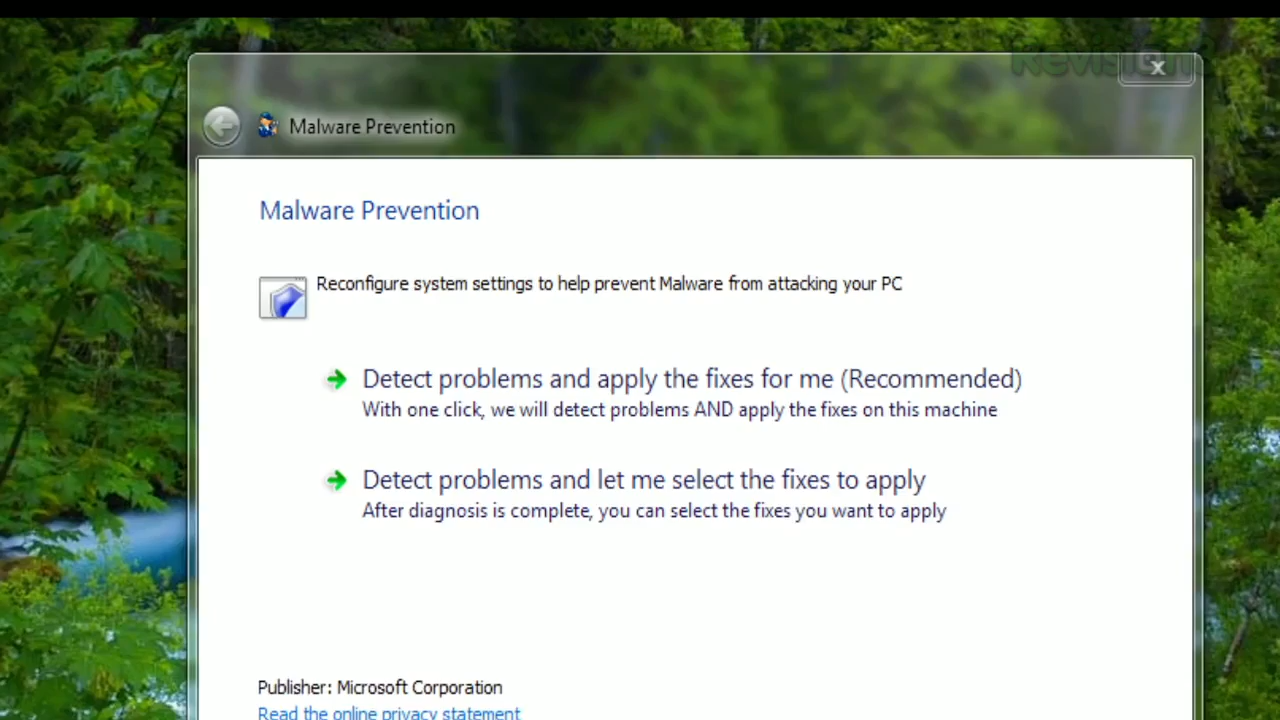 Revision
Malware Prevention
Malware Prevention
Reconfigure system settings to help prevent Malware from attacking your PC
Detect problems and apply the fixes for me (Recommended)
With one click, we will detect problems AND apply the fixes on this machine
Detect problems and let me select the fixes to apply
After diagnosis is complete, you can select the fixes you want to apply
Publisher: Microsoft Corporation
Read the online privacy statement